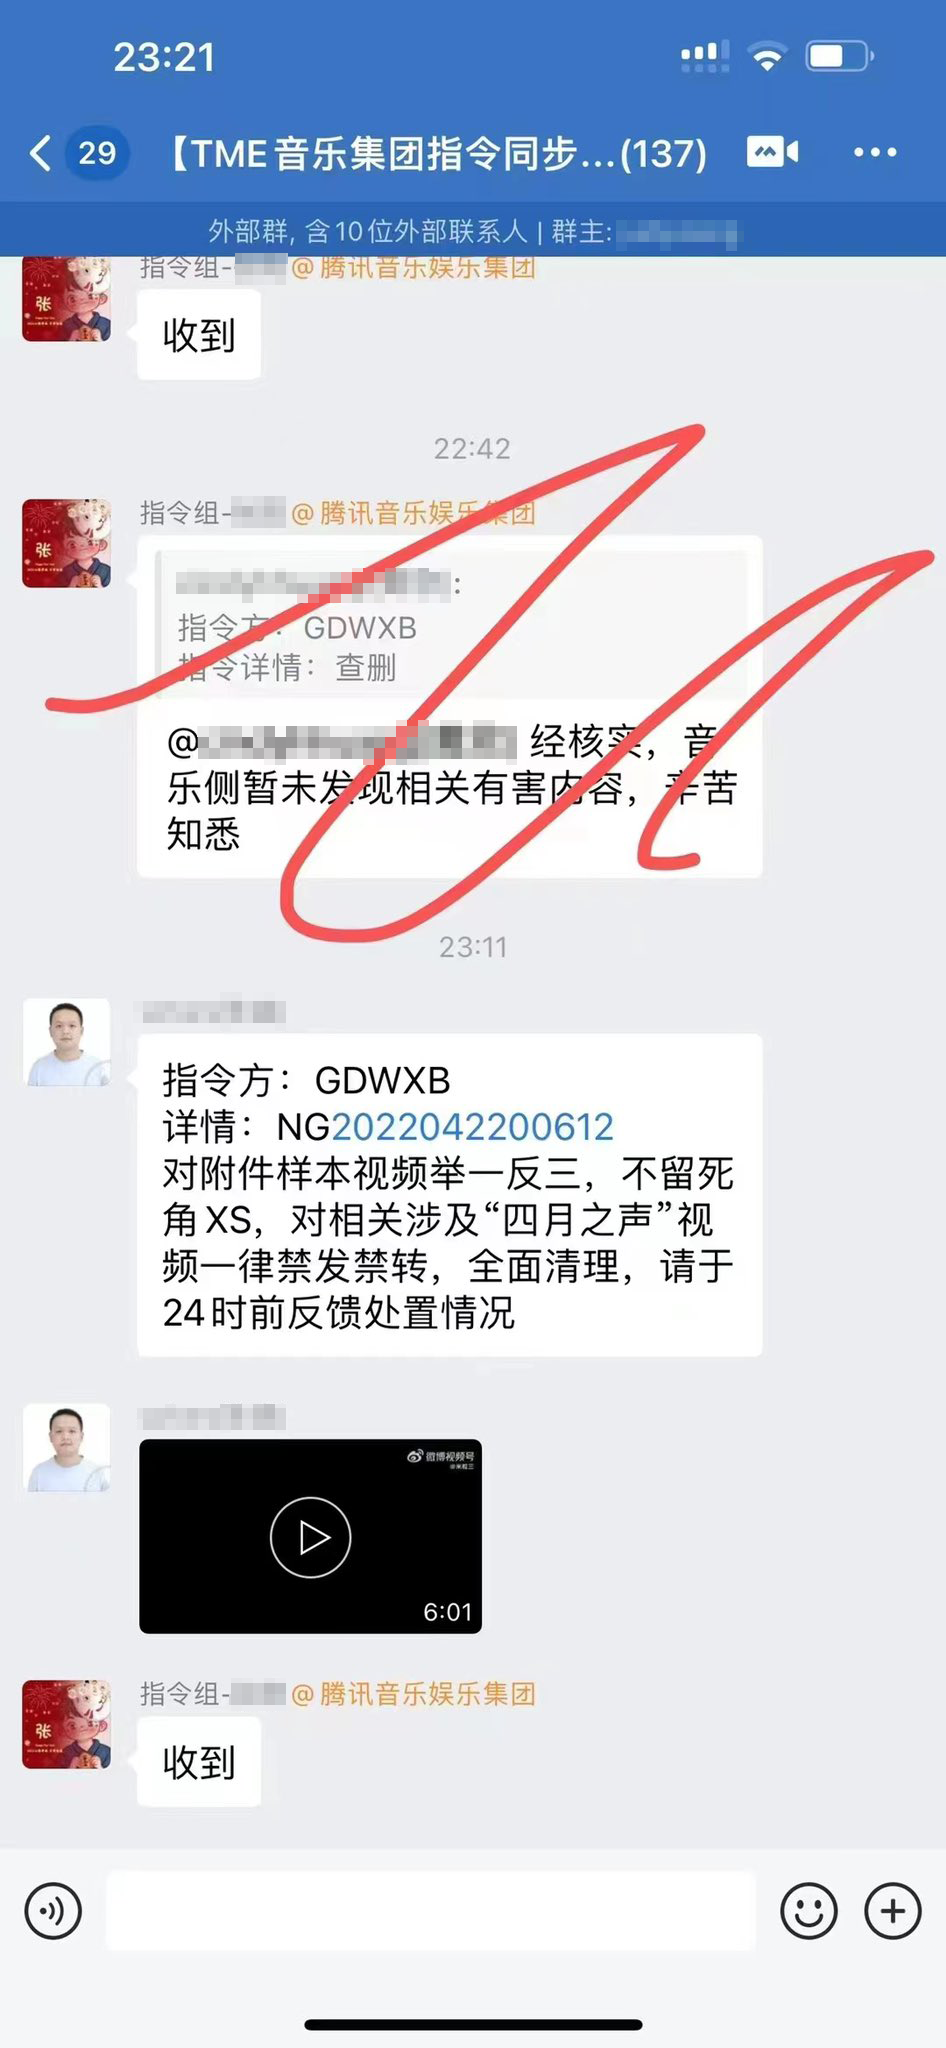 23:21
29
【TME音乐集团指令同步...(137)
外部群, 含10位外部联系人 | 群主:
指令组-
@腾讯音乐娱乐集团
张
收到
22:42
指令组-
@腾讯音乐娱乐集团
张
:
指令方：GDWXB
指令详情：查删
@ 经核实，音
乐侧暂未发现相关有害内容，辛苦
知悉
23:11
指令方：GDWXB
详情：NG2022042200612
对附件样本视频举一反三，不留死
角XS，对相关涉及“四月之声”视
频一律禁发禁转，全面清理，请于
24时前反馈处置情况
微博视频号
6:01
指令组-
@腾讯音乐娱乐集团
张
收到